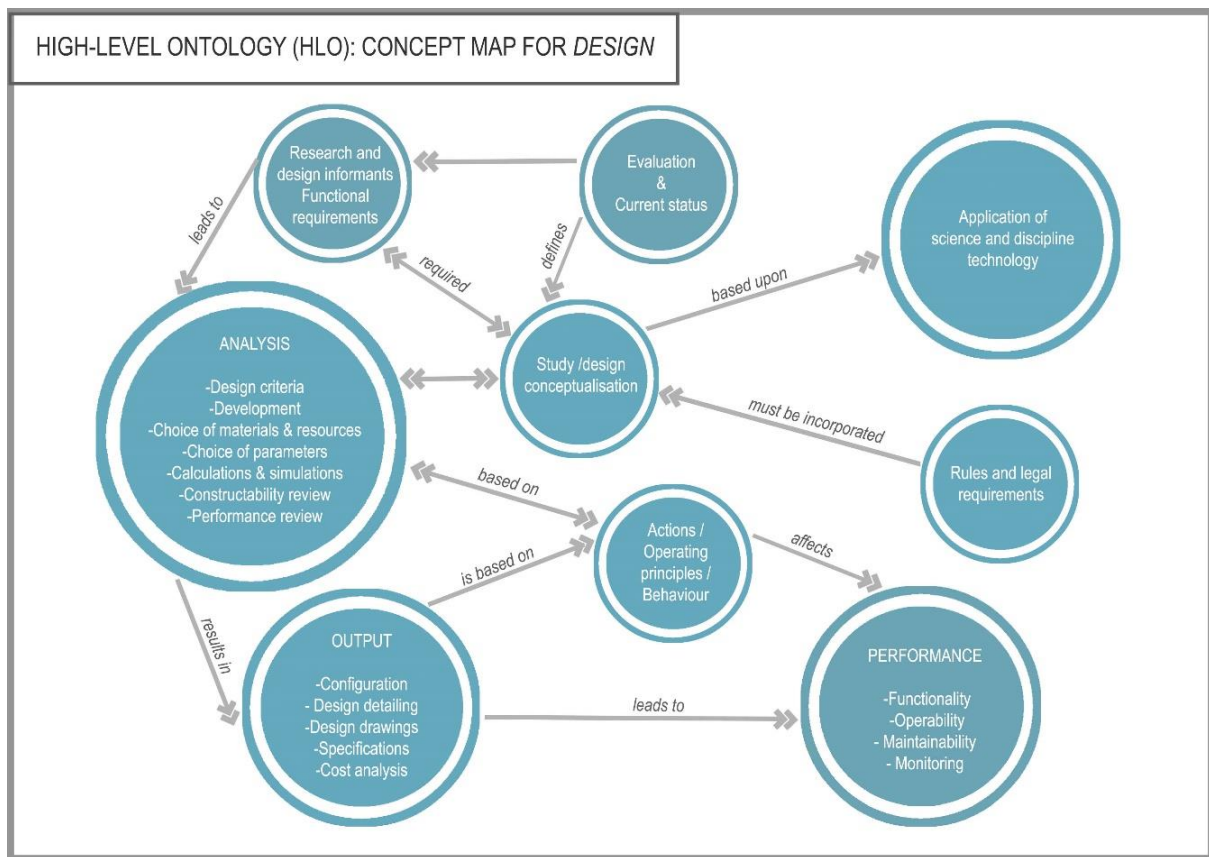 HIGH-LEVEL ONTOLOGY (HLO): CONCEPT MAP FOR DESIGN
Research and
design informants
Functional
requirements
Evaluation
&
Current status
Application of
science and discipline
technology
leads to
required
defines
based upon
ANALYSIS
-Design criteria
-Development
-Choice of materials & resources
-Choice of parameters
-Calculations & simulations
-Constructability review
-Performance review
Study /design
conceptualisation
must be incorporated
Rules and legal
requirements
based on
is based on
Actions /
Operating
principles /
Behaviour
affects
results in
OUTPUT
-Configuration
- Design detailing
-Design drawings
-Specifications
-Cost analysis
leads to
PERFORMANCE
-Functionality
-Operability
- Maintainability
- Monitoring